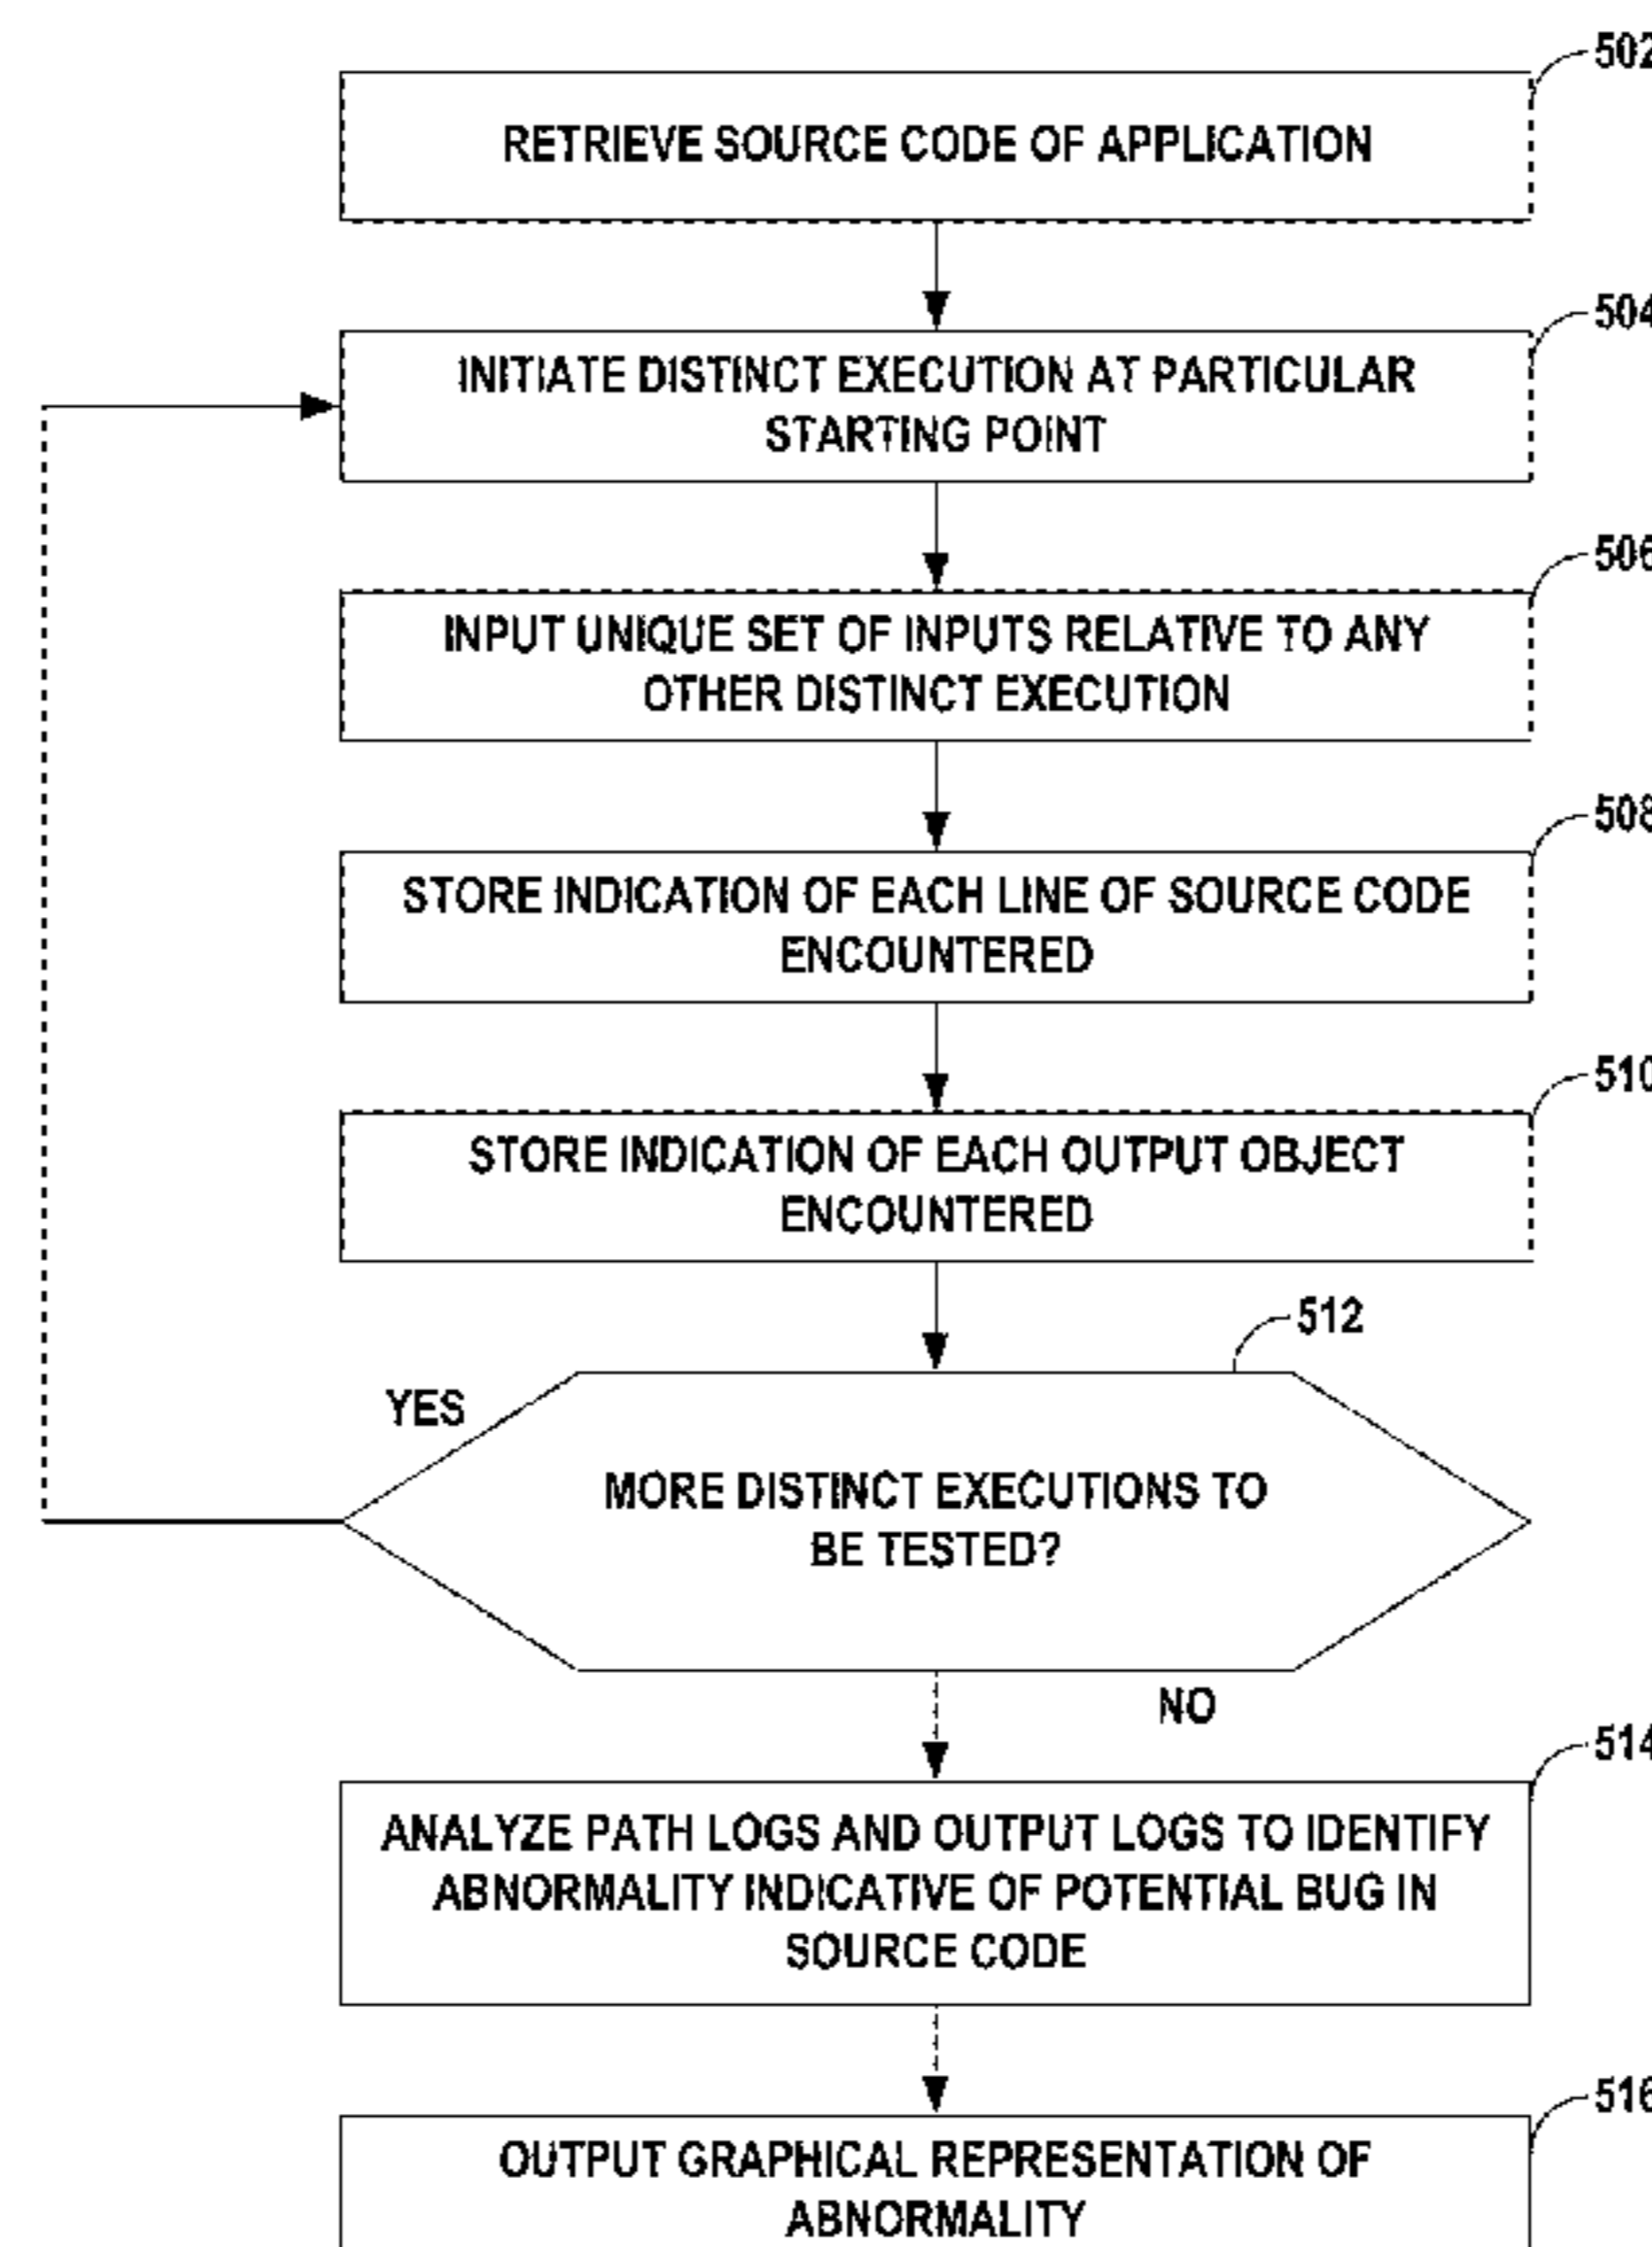 502
RETRIEVE SOURCE CODE OF APPLICATION
504
INITIATE DISTINCT EXECUTION AT PARTICULAR
STARTING POINT
506
INPUT UNIQUE SET OF INPUTS RELATIVE TO ANY
OTHER DISTINCT EXECUTION
508
STORE INDICATION OF EACH LINE OF SOURCE CODE
ENCOUNTERED
510
STORE INDICATION OF EACH OUTPUT OBJECT
ENCOUNTERED
512
YES
MORE DISTINCT EXECUTIONS TO
BE TESTED?
NO
514
ANALYZE PATH LOGS AND OUTPUT LOGS TO IDENTIFY
ABNORMALITY INDICATIVE OF POTENTIAL BUG IN
SOURCE CODE
516
OUTPUT GRAPHICAL REPRESENTATION OF
ABNORMALITY